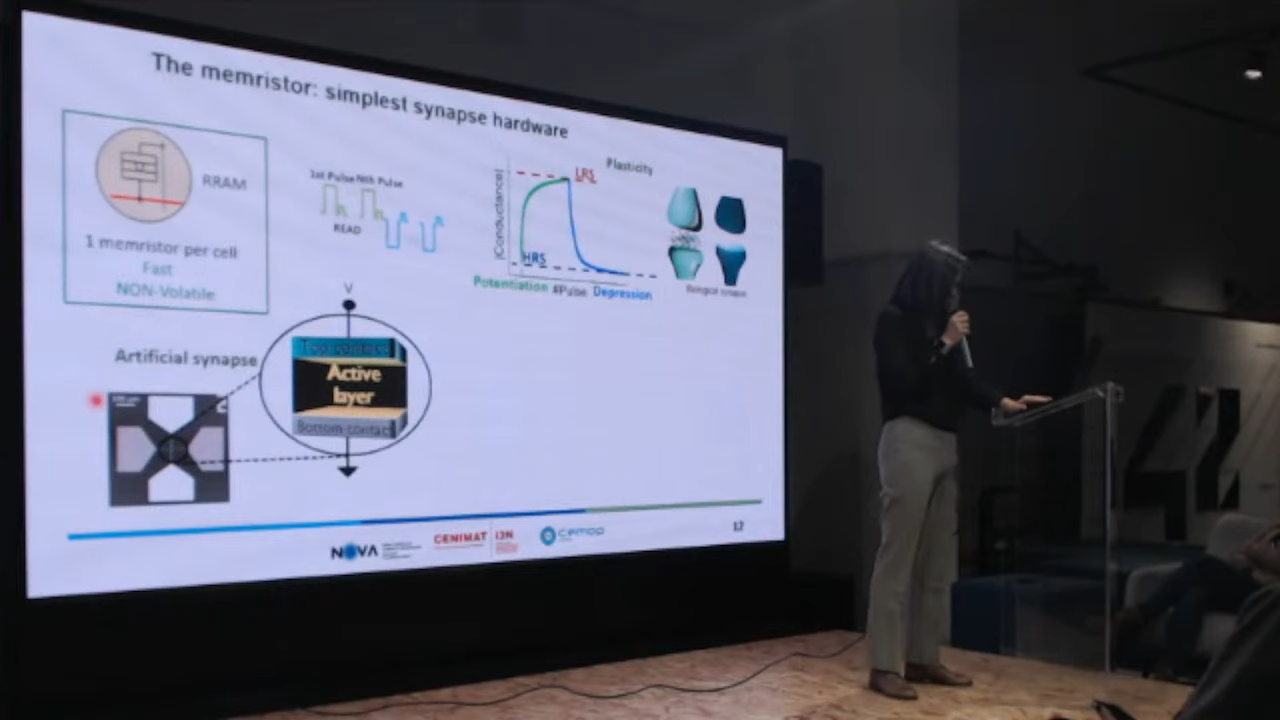 The memristor: simplest synapse hardware
RRAM
1 memristor per cell
Fast
NON-Volatile
1st Pulse Nth Pulse
READ
Plasticity
|Conductance|
LRS
HRS
Potentiation #Pulse Depression
Biological synapse
V
Artificial synapse
Top contact
Active
layer
Bottom contact
NOVA
CENIMAT i3N
cemop
12
42